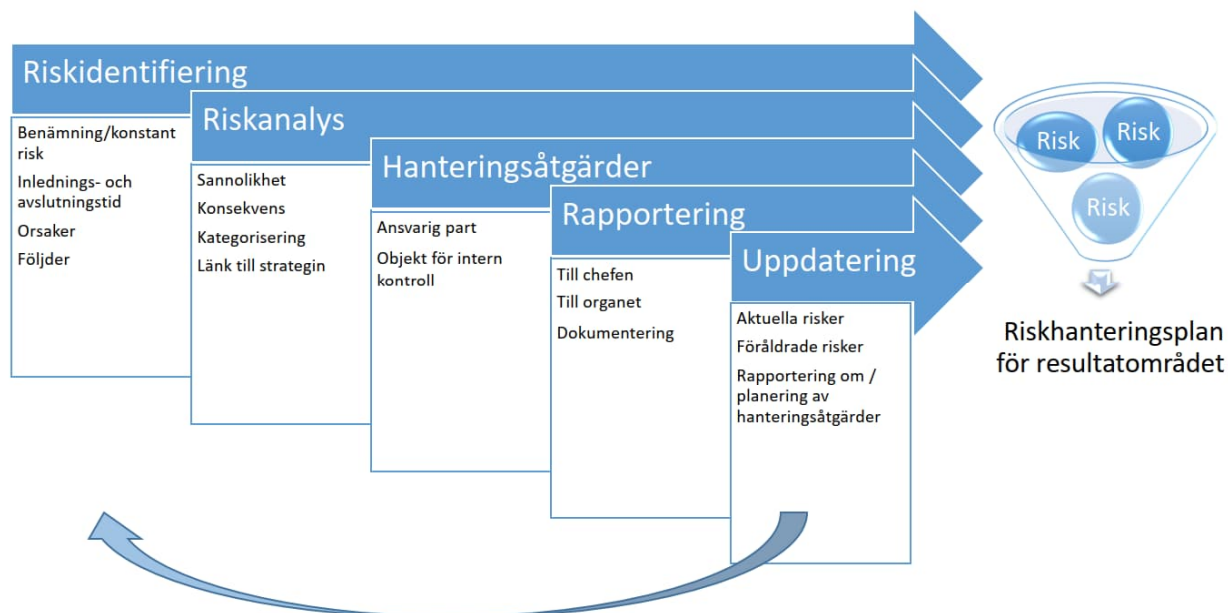 Riskidentifiering
Benämning/konstant
risk
Inlednings- och
avslutningstid
Orsaker
Följder
Riskanalys
Sannolikhet
Konsekvens
Kategorisering
Länk till strategin
Hanteringsåtgärder
Ansvarig part
Objekt för intern
kontroll
Rapportering
Till chefen
Till organet
Dokumentering
Uppdatering
Aktuella risker
Föråldrade risker
Rapportering om /
planering av
hanteringsåtgärder
Risk
Risk
Risk
Riskhanteringsplan
för resultatområdet